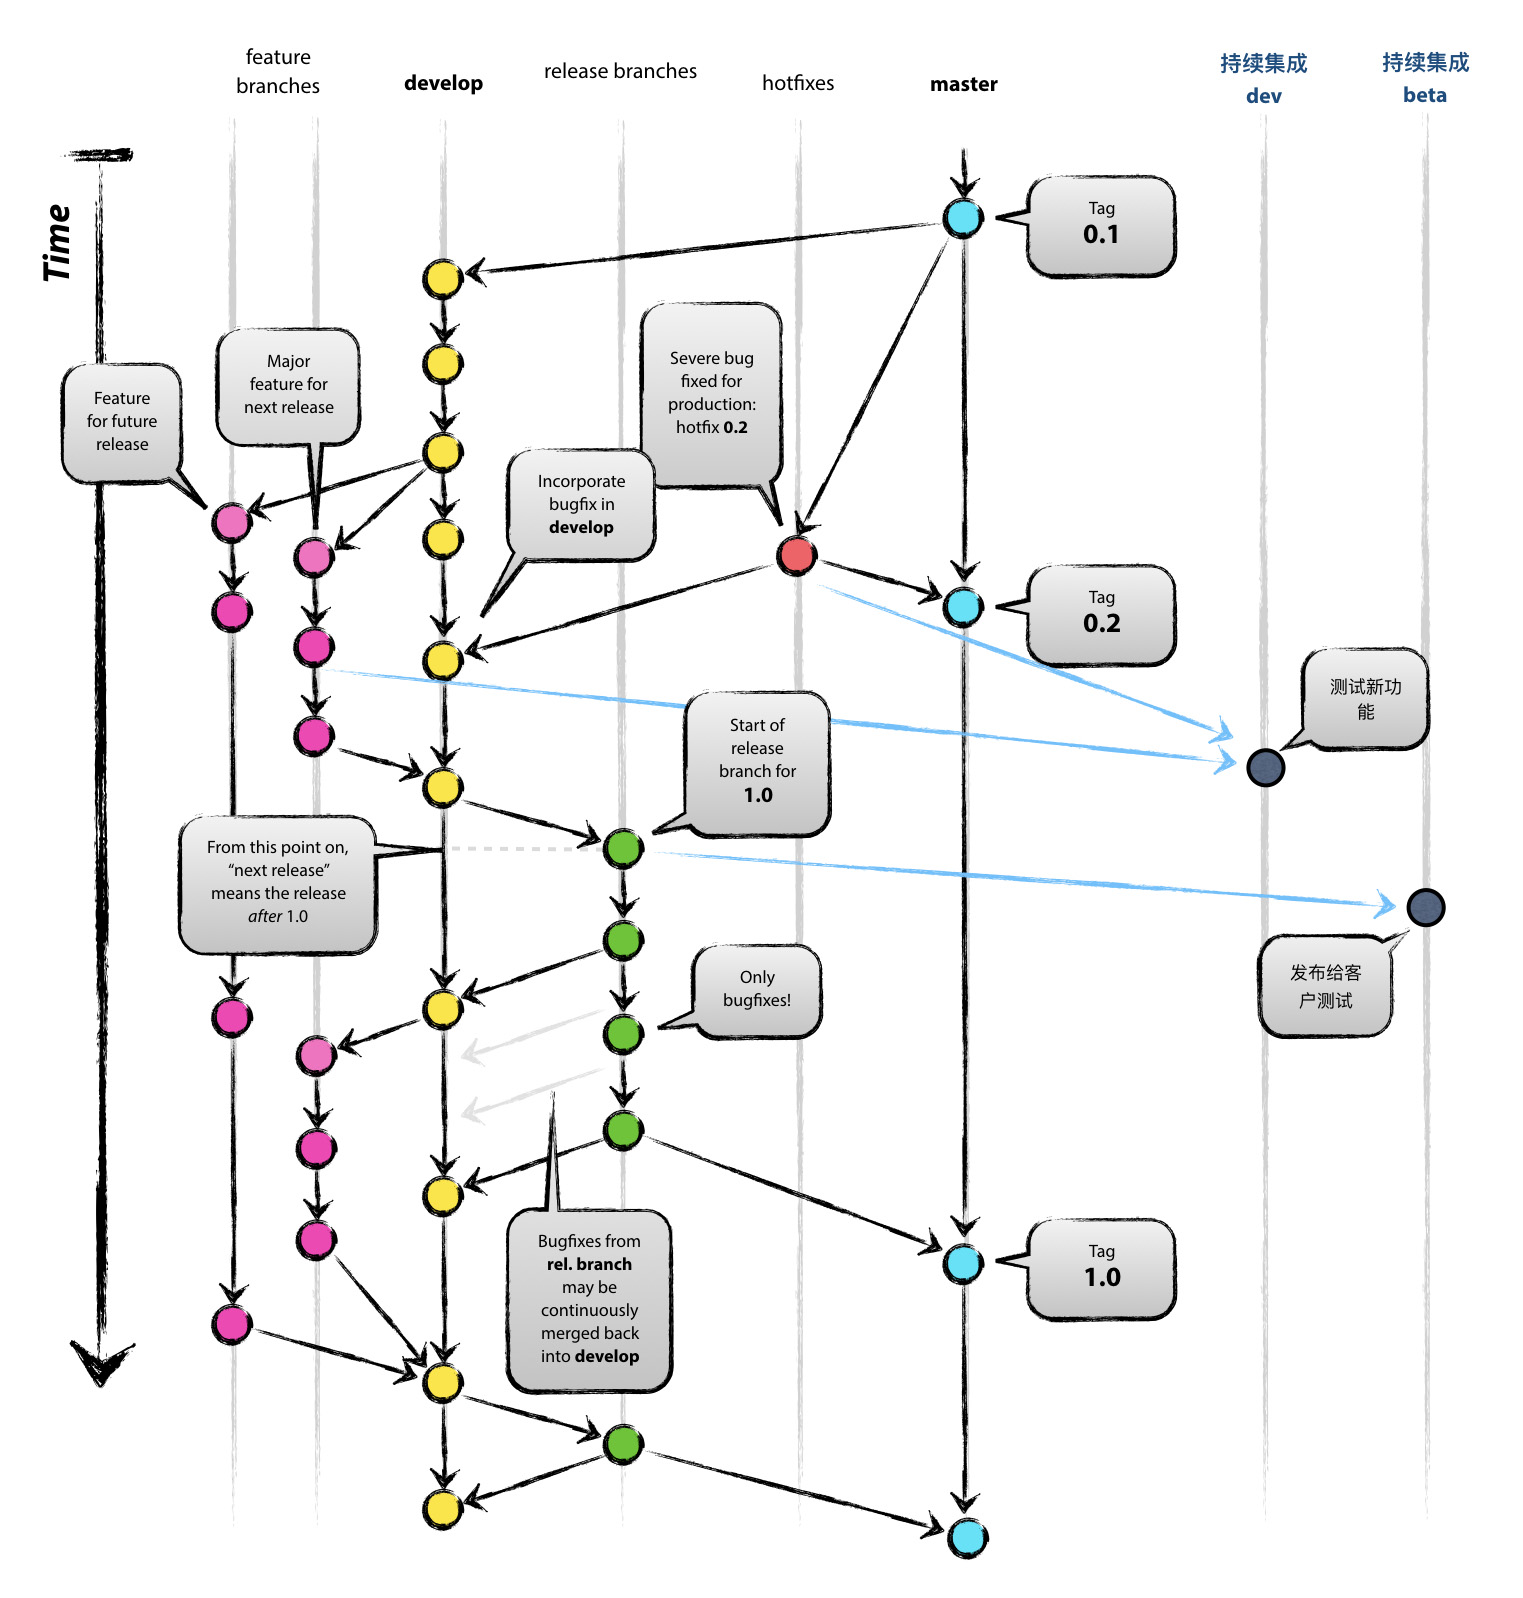 feature
branches
develop
release branches
hotfixes
master
持续集成
dev
持续集成
beta
Time
Tag
0.1
Major
feature for
next release
Feature
for future
release
Severe bug
fixed for
production:
hotfix 0.2
Incorporate
bugfix in
develop
Tag
0.2
测试新功
能
Start of
release
branch for
1.0
From this point on,
“next release”
means the release
after 1.0
Only
bugfixes!
发布给客
户测试
Bugfixes from
rel. branch
may be
continuously
merged back
into develop
Tag
1.0